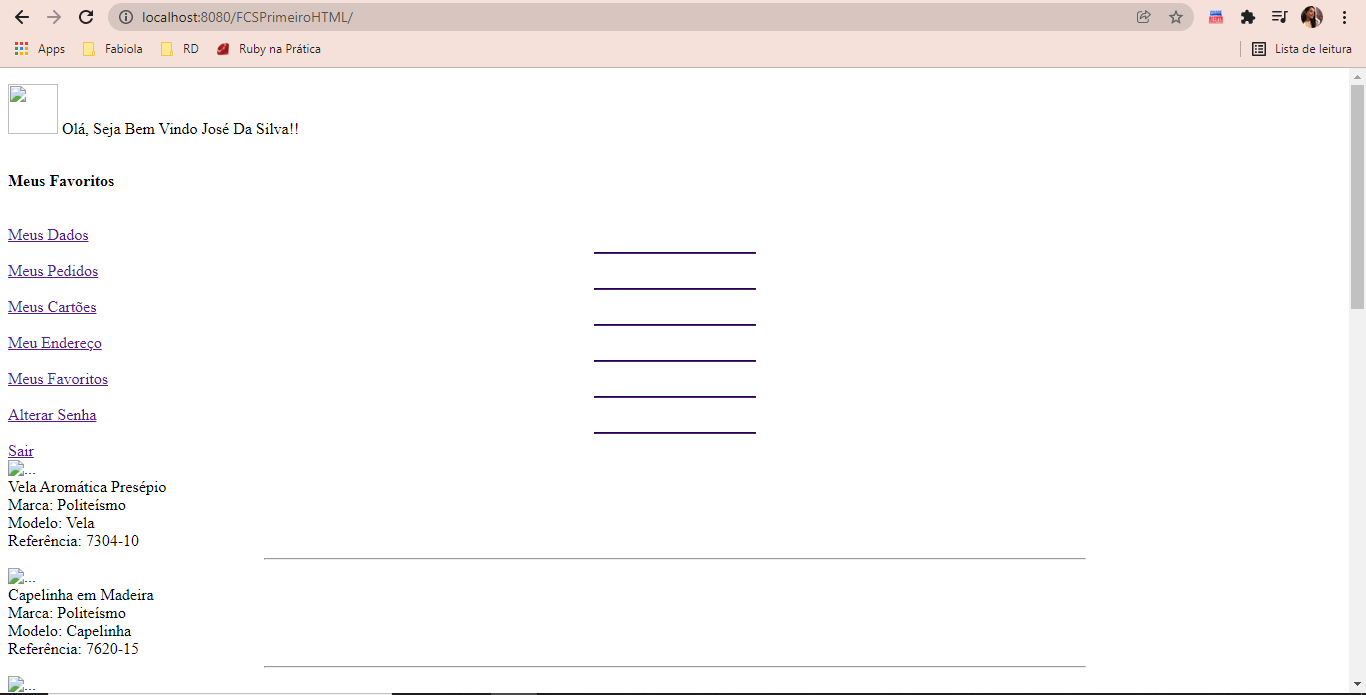 localhost:8080/FCSPrimeiroHTML/
Apps Fabiola RD Ruby na Prática Lista de leitura
Olá, Seja Bem Vindo José Da Silva!!
Meus Favoritos
Meus Dados
Meus Pedidos
Meus Cartões
Meu Endereço
Meus Favoritos
Alterar Senha
Sair
...
Vela Aromática Presépio
Marca: Politeísmo
Modelo: Vela
Referência: 7304-10
...
Capelinha em Madeira
Marca: Politeísmo
Modelo: Capelinha
Referência: 7620-15
...